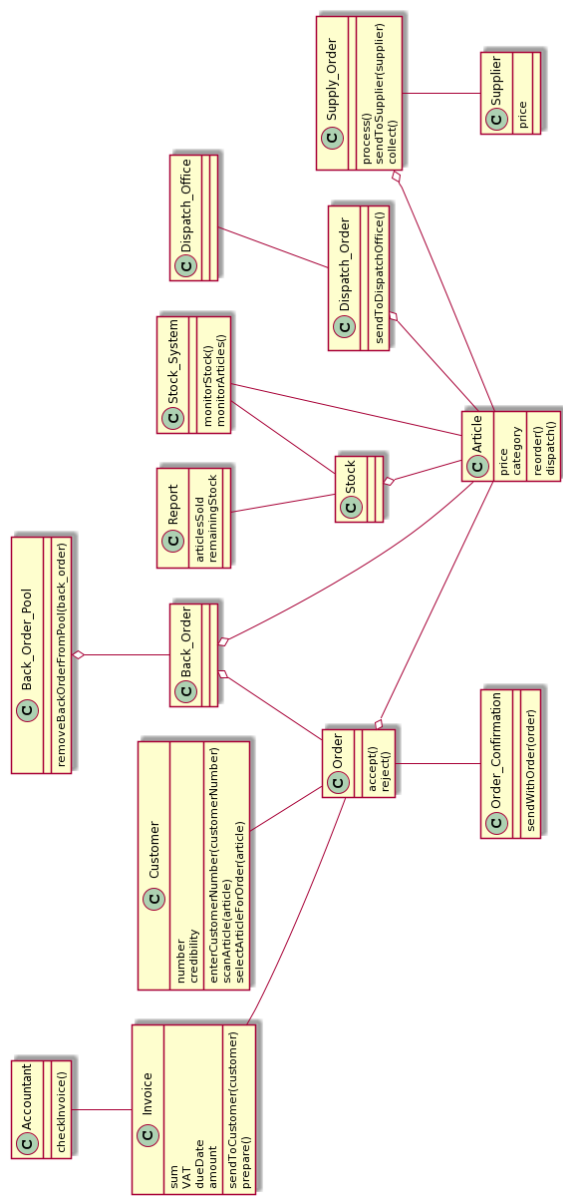 C Accountant
checkInvoice()
C Back_Order_Pool
removeBackOrderFromPool(back_order)
C Invoice
sum
VAT
dueDate
amount
sendToCustomer(customer)
prepare()
C Customer
number
credibility
enterCustomerNumber(customerNumber)
scanArticle(article)
selectArticleForOrder(article)
C Back_Order
C Report
articlesSold
remainingStock
C Stock_System
monitorStock()
monitorArticles()
C Dispatch_Office
C Order
accept()
reject()
C Stock
C Dispatch_Order
sendToDispatchOffice()
C Supply_Order
process()
sendToSupplier(supplier)
collect()
C Order_Confirmation
sendWithOrder(order)
C Article
price
category
reorder()
dispatch()
C Supplier
price